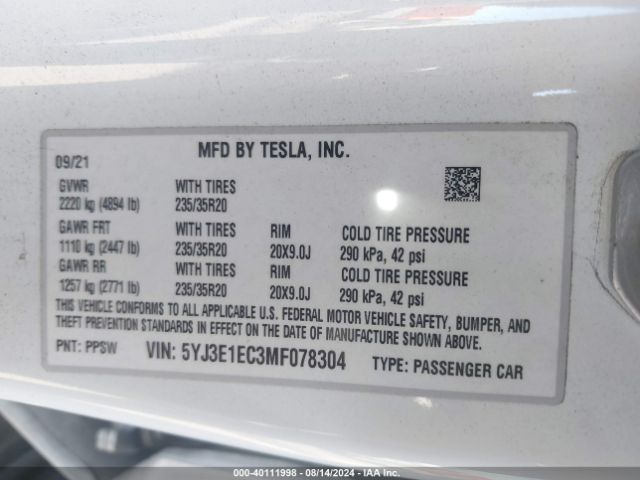 MFD BY TESLA, INC.
09/21
GVWR WITH TIRES
2220 kg (4894 lb) 235/35R20
GAWR FRT WITH TIRES RIM COLD TIRE PRESSURE
1110 kg (2447 lb) 235/35R20 20X9.0J 290 kPa, 42 psi
GAWR RR WITH TIRES RIM COLD TIRE PRESSURE
1257 kg (2771 lb) 235/35R20 20X9.0J 290 kPa, 42 psi
THIS VEHICLE CONFORMS TO ALL APPLICABLE U.S. FEDERAL MOTOR VEHICLE SAFETY, BUMPER, AND
THEFT PREVENTION STANDARDS IN EFFECT ON THE DATE OF MANUFACTURE SHOWN ABOVE.
PNT: PPSW VIN: 5YJ3E1EC3MF078304 TYPE: PASSENGER CAR
000-40111998 - 08/14/2024 - IAA Inc.